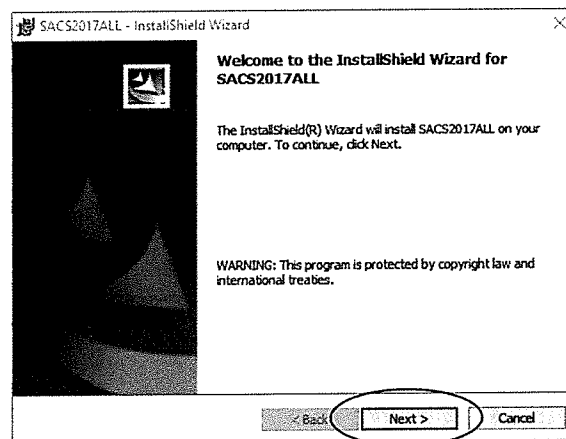 SACS2017ALL - InstallShield Wizard
Welcome to the InstallShield Wizard for
SACS2017ALL
The InstallShield(R) Wizard will install SACS2017ALL on your
computer. To continue, click Next.
WARNING: This program is protected by copyright law and
international treaties.
< Back
Next >
Cancel